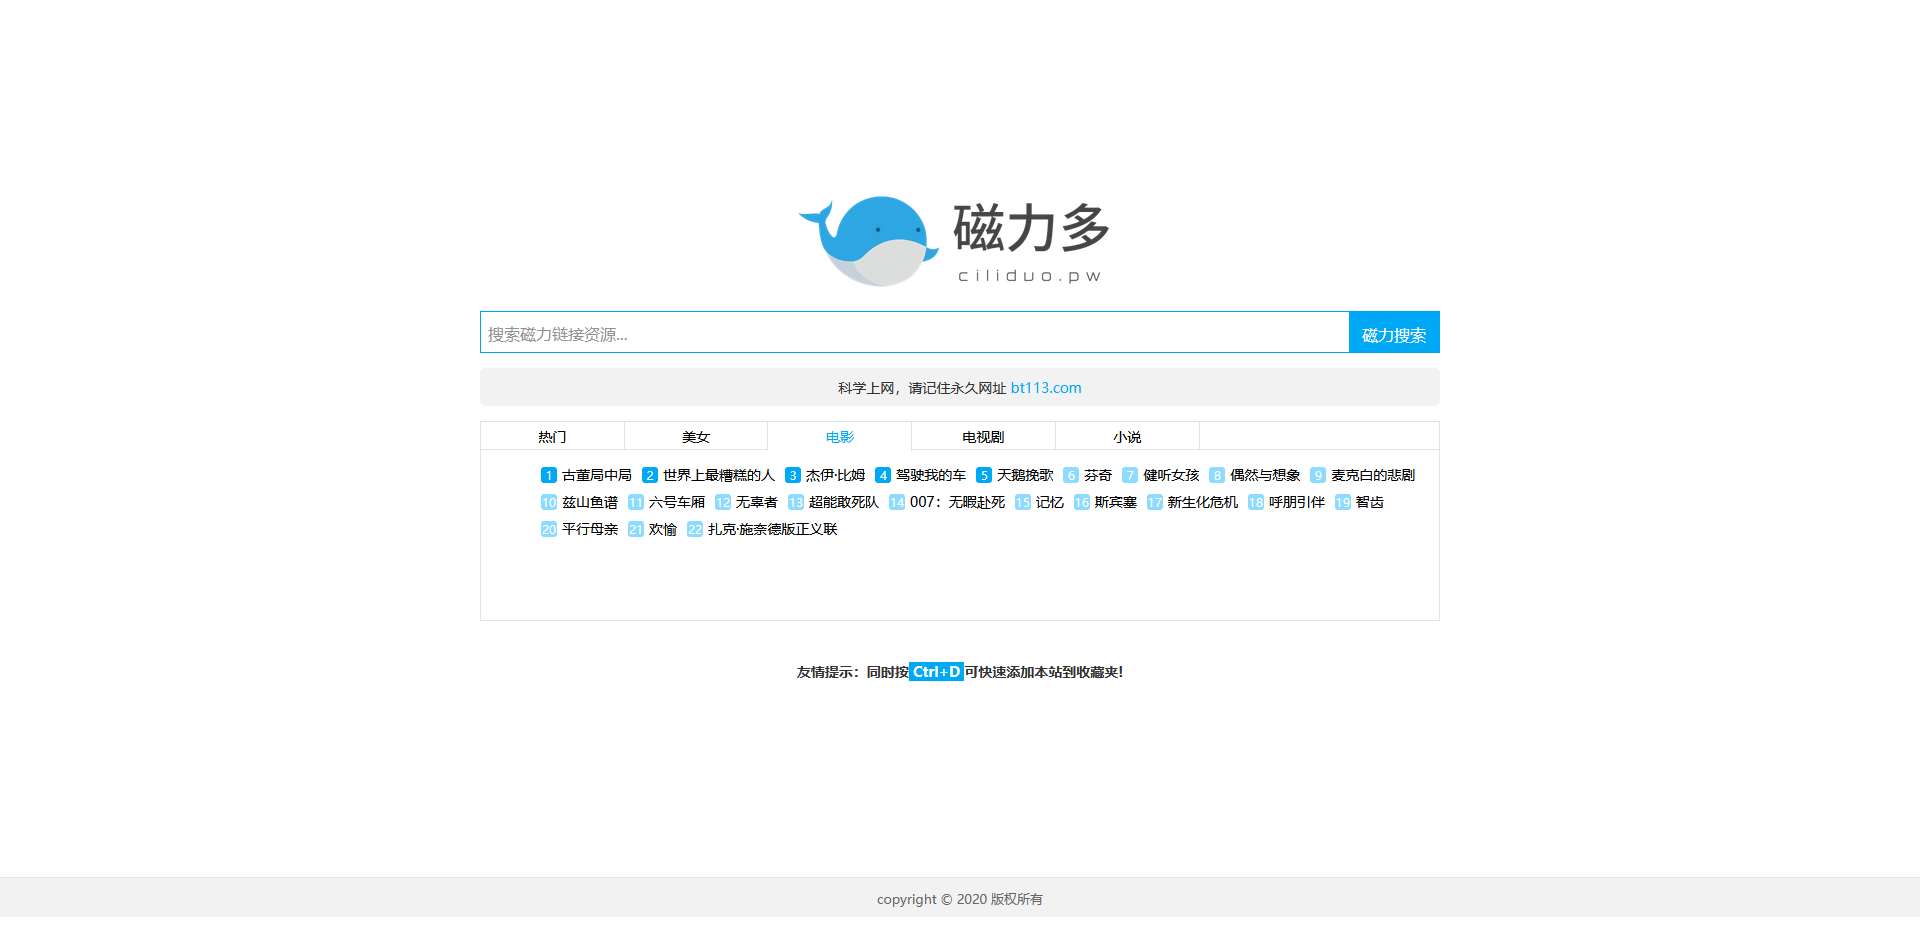 磁力多
ciliduo.pw
搜索磁力链接资源... 磁力搜索
科学上网，请记住永久网址 bt113.com
热门 美女 电影 电视剧 小说
1 古董局中局 2 世界上最糟糕的人 3 杰伊·比姆 4 驾驶我的车 5 天鹅挽歌 6 芬奇 7 健听女孩 8 偶然与想象 9 麦克白的悲剧
10 兹山鱼谱 11 六号车厢 12 无辜者 13 超能敢死队 14 007：无暇赴死 15 记忆 16 斯宾塞 17 新生化危机 18 呼朋引伴 19 智齿
20 平行母亲 21 欢愉 22 扎克·施奈德版正义联
友情提示：同时按 Ctrl+D 可快速添加本站到收藏夹!
copyright © 2020 版权所有